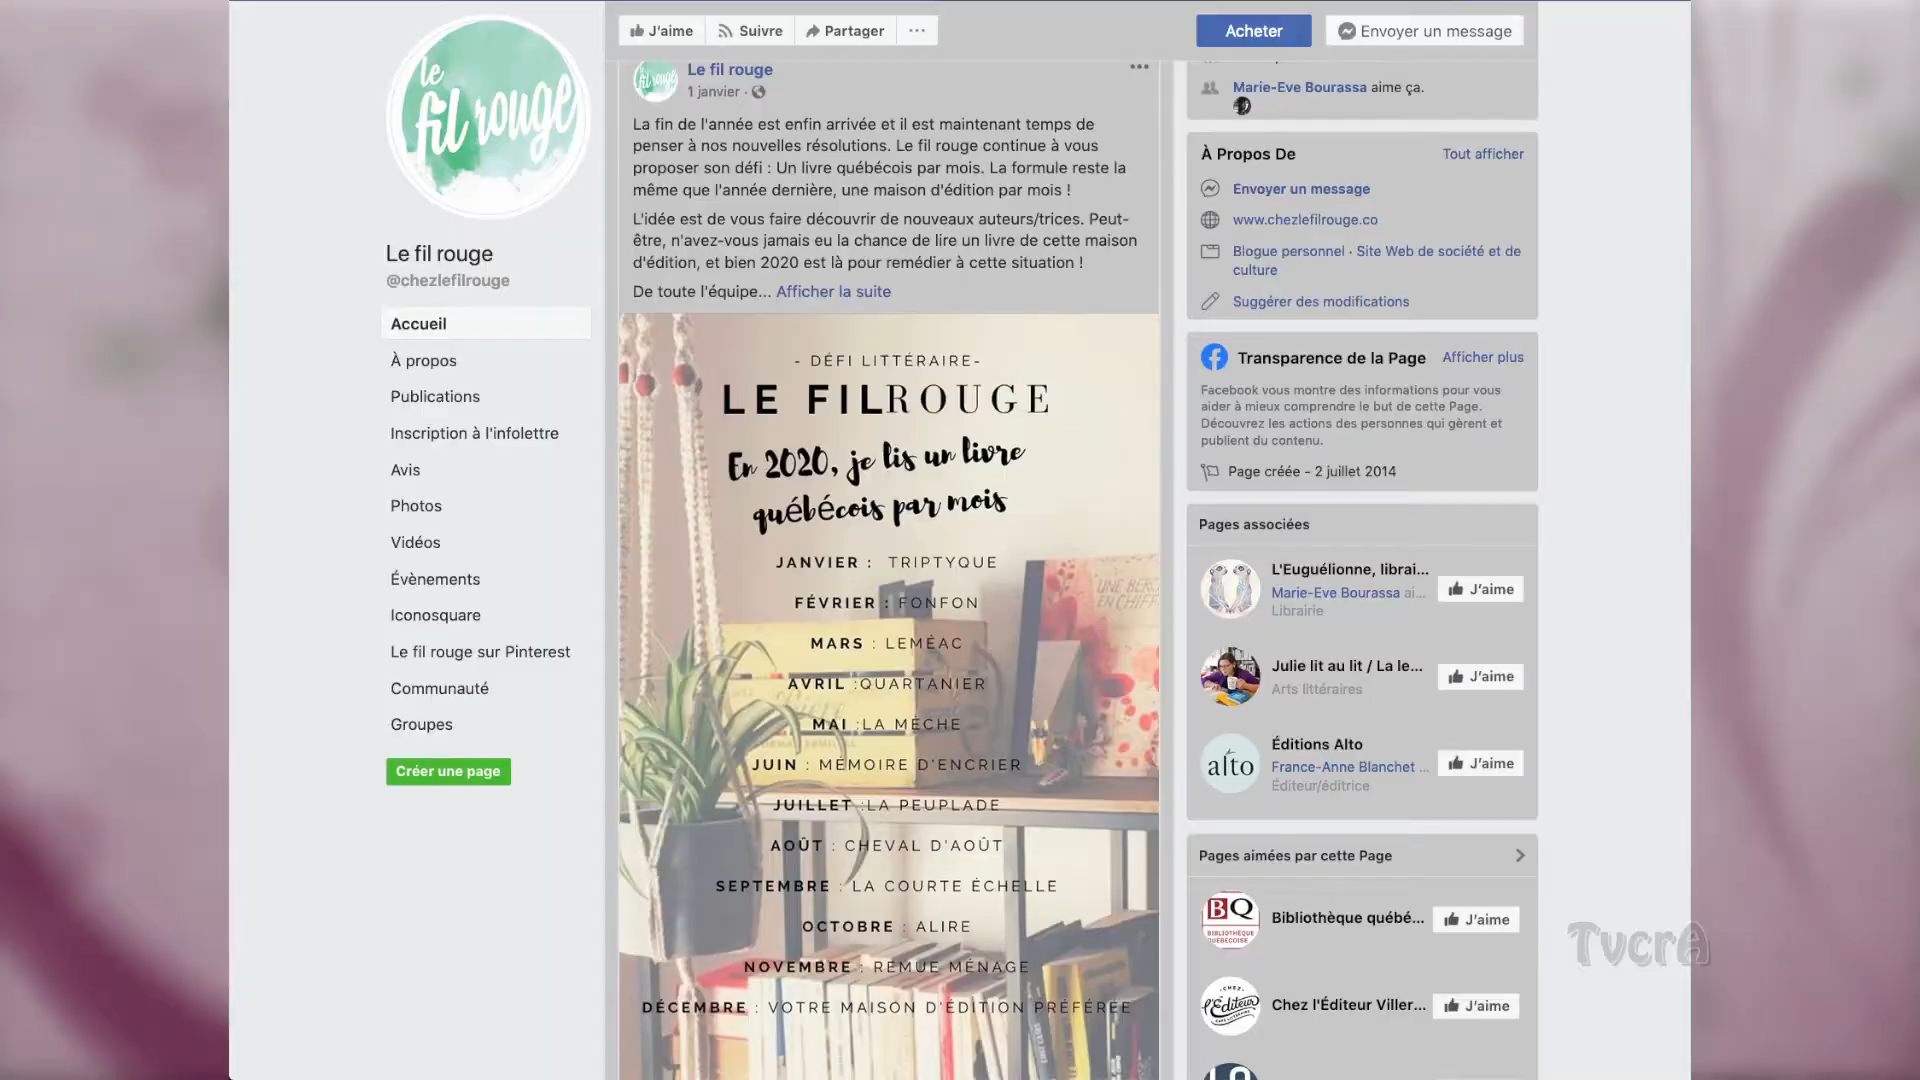 le
fil rouge
Le fil rouge
@chezlefilrouge
Accueil
À propos
Publications
Inscription à l'infolettre
Avis
Photos
Vidéos
Évènements
Iconosquare
Le fil rouge sur Pinterest
Communauté
Groupes
Créer une page
J'aime
Suivre
Partager
Acheter
Envoyer un message
Le fil rouge
1 janvier ·
La fin de l'année est enfin arrivée et il est maintenant temps de
penser à nos nouvelles résolutions. Le fil rouge continue à vous
proposer son défi : Un livre québécois par mois. La formule reste la
même que l'année dernière, une maison d'édition par mois !
L'idée est de vous faire découvrir de nouveaux auteurs/trices. Peut-
être, n'avez-vous jamais eu la chance de lire un livre de cette maison
d'édition, et bien 2020 est là pour remédier à cette situation !
De toute l'équipe... Afficher la suite
- DÉFI LITTÉRAIRE-
LE FILROUGE
En 2020, je lis un livre
québécois par mois
JANVIER : TRIPTYQUE
FÉVRIER : FONFON
MARS : LEMÉAC
AVRIL :QUARTANIER
MAI :LA MÈCHE
JUIN : MÉMOIRE D'ENCRIER
JUILLET :LA PEUPLADE
AOÛT : CHEVAL D'AOÛT
SEPTEMBRE : LA COURTE ÉCHELLE
OCTOBRE : ALIRE
NOVEMBRE : REMUE MÉNAGE
DÉCEMBRE : VOTRE MAISON D'ÉDITION PRÉFÉRÉE
Marie-Eve Bourassa aime ça.
À Propos De
Tout afficher
Envoyer un message
www.chezlefilrouge.co
Blogue personnel · Site Web de société et de
culture
Suggérer des modifications
Transparence de la Page
Afficher plus
Facebook vous montre des informations pour vous
aider à mieux comprendre le but de cette Page.
Découvrez les actions des personnes qui gèrent et
publient du contenu.
Page créée - 2 juillet 2014
Pages associées
L'Euguélionne, librai...
Marie-Eve Bourassa ai...
Librairie
J'aime
Julie lit au lit / La le...
Arts littéraires
J'aime
alto
Éditions Alto
France-Anne Blanchet ...
Éditeur/éditrice
J'aime
Pages aimées par cette Page
BQ
BIBLIOTHÈQUE
QUÉBÉCOISE
Bibliothèque québé...
J'aime
CHEZ
l'Éditeur
Chez l'Éditeur Viller...
J'aime
TvcrA